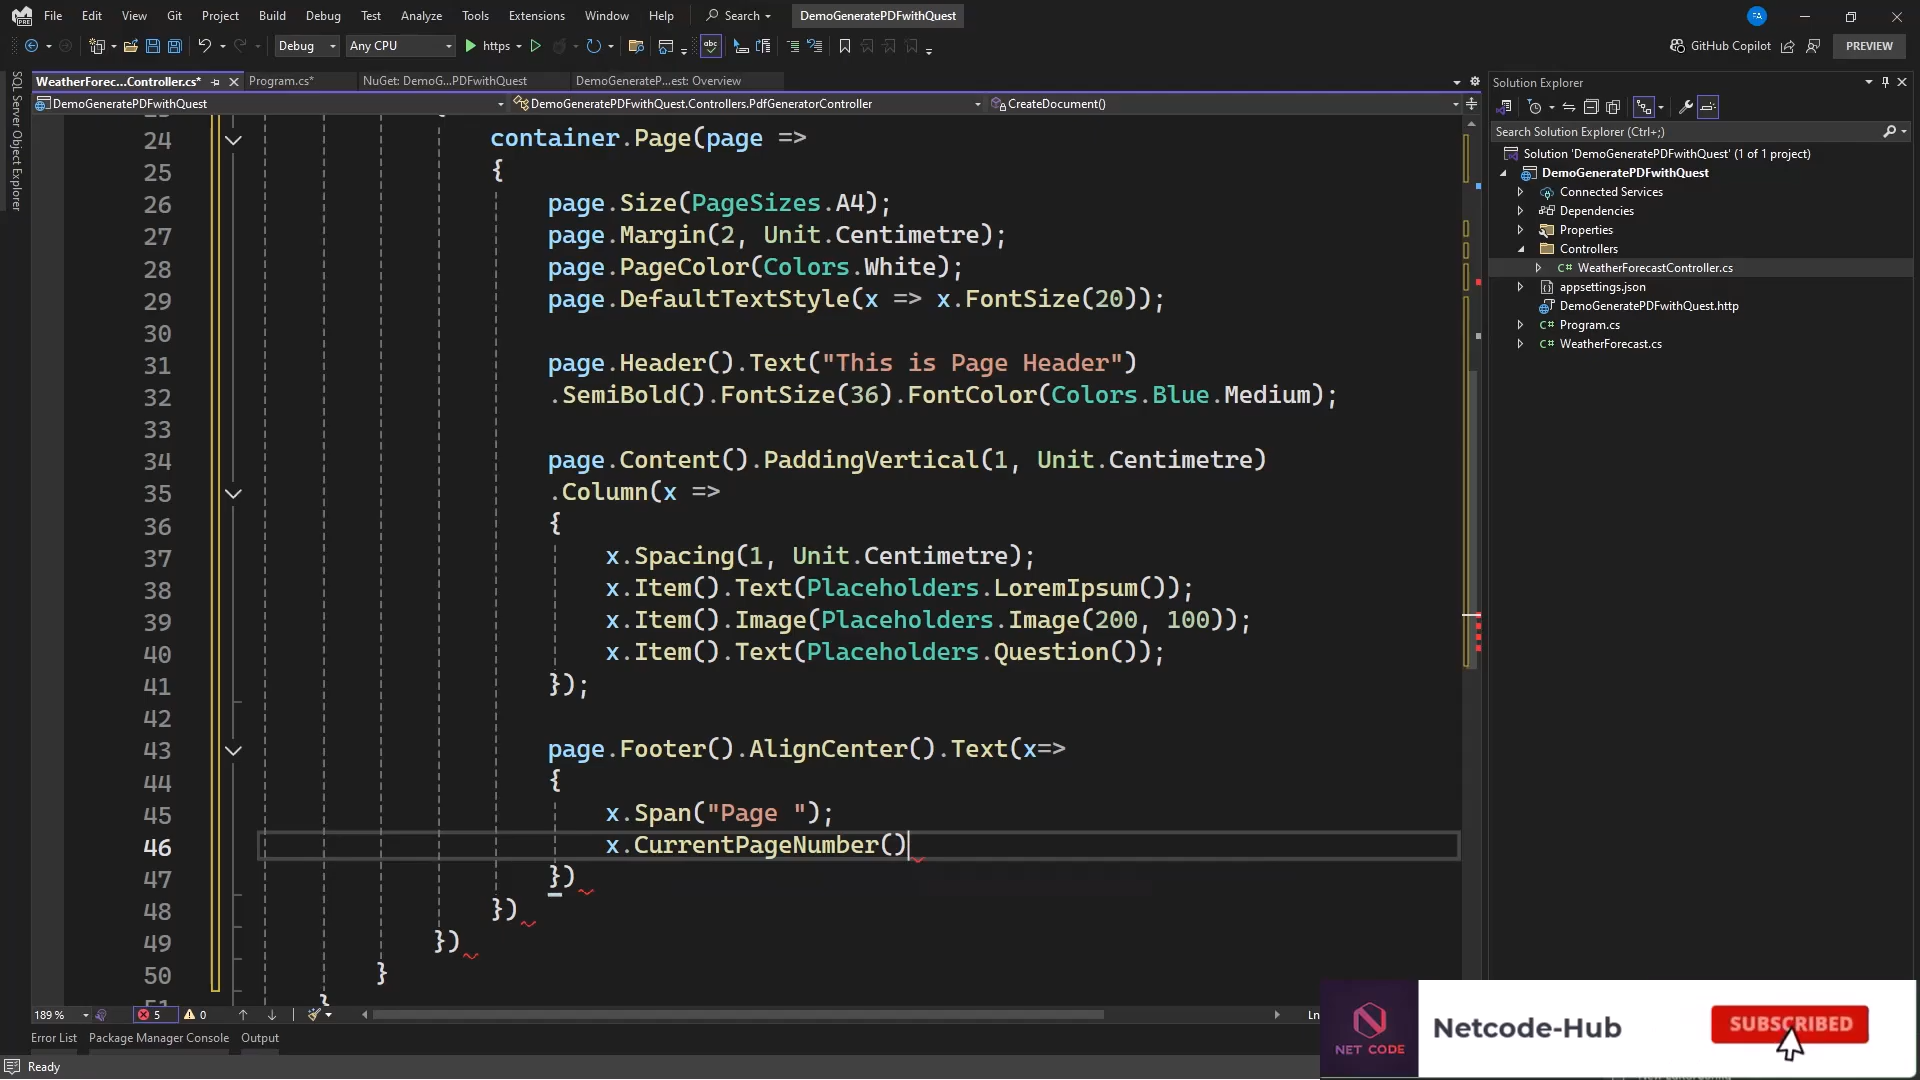 File Edit View Git Project Build Debug Test Analyze Tools Extensions Window Help Search DemoGeneratePDFwithQuest FA
Debug Any CPU https abc GitHub Copilot PREVIEW
WeatherForec...Controller.cs* Program.cs* NuGet: DemoG...PDFwithQuest DemoGenerateP...est: Overview
DemoGeneratePDFwithQuest DemoGeneratePDFwithQuest.Controllers.PdfGeneratorController CreateDocument()
SQL Server Object Explorer
24 container.Page(page =>
25 {
26 page.Size(PageSizes.A4);
27 page.Margin(2, Unit.Centimetre);
28 page.PageColor(Colors.White);
29 page.DefaultTextStyle(x => x.FontSize(20));
30
31 page.Header().Text("This is Page Header")
32 .SemiBold().FontSize(36).FontColor(Colors.Blue.Medium);
33
34 page.Content().PaddingVertical(1, Unit.Centimetre)
35 .Column(x =>
36 {
37 x.Spacing(1, Unit.Centimetre);
38 x.Item().Text(Placeholders.LoremIpsum());
39 x.Item().Image(Placeholders.Image(200, 100));
40 x.Item().Text(Placeholders.Question());
41 });
42
43 page.Footer().AlignCenter().Text(x=>
44 {
45 x.Span("Page ");
46 x.CurrentPageNumber()
47 })
48 })
49 })
50 }
}
189 % 5 0 Ln
Error List Package Manager Console Output
Ready
Solution Explorer
Search Solution Explorer (Ctrl+;)
Solution 'DemoGeneratePDFwithQuest' (1 of 1 project)
DemoGeneratePDFwithQuest
Connected Services
Dependencies
Properties
Controllers
C# WeatherForecastController.cs
appsettings.json
DemoGeneratePDFwithQuest.http
C# Program.cs
C# WeatherForecast.cs
NET CODE
Netcode-Hub
SUBSCRIBED